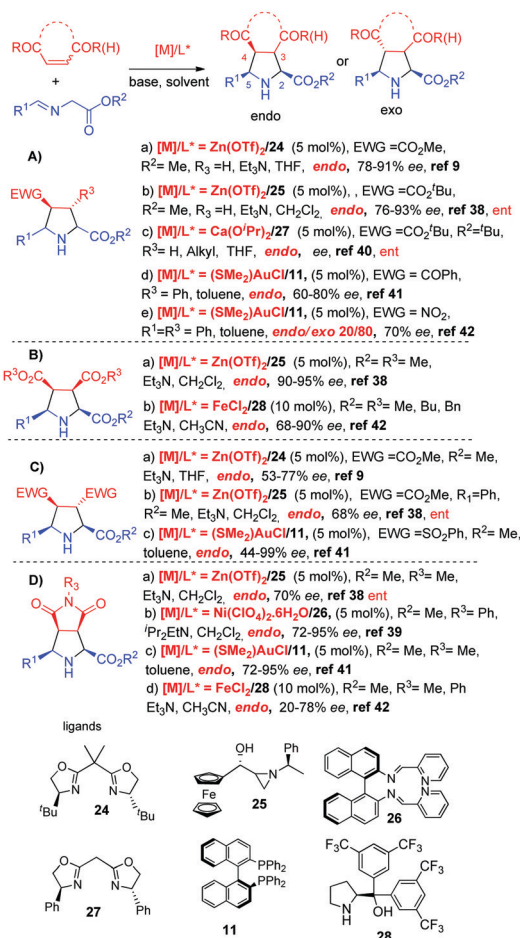 RO COR(H)
+
R¹ N OR²
O
[M]/L*
base, solvent
RO COR(H)
4 3
R¹ 5 N H 2 CO₂R²
endo
or
RO COR(H)
R¹ N H CO₂R²
exo
A)
EWG R³
R¹ N H CO₂R²
a) [M]/L* = Zn(OTf)₂/24 (5 mol%), EWG =CO₂Me,
R²= Me, R₃ =H, Et₃N, THF, endo, 78-91% ee, ref 9
b) [M]/L* = Zn(OTf)₂/25 (5 mol%), , EWG =CO₂ᵗBu,
R²= Me, R³ =H, Et₃N, CH₂Cl₂, endo, 76-93% ee, ref 38, ent
c) [M]/L* = Ca(OⁱPr)₂/27 (5 mol%), EWG =CO₂ᵗBu, R²=ᵗBu,
R³= H, Alkyl, THF, endo, ee, ref 40, ent
d) [M]/L* = (SMe₂)AuCl/11, (5 mol%), EWG = COPh,
R³ = Ph, toluene, endo, 60-80% ee, ref 41
e) [M]/L* = (SMe₂)AuCl/11, (5 mol%), EWG = NO₂,
R¹=R³ = Ph, toluene, endo/exo 20/80, 70% ee, ref 42
B)
R³O₂C CO₂R³
R¹ N H CO₂R²
a) [M]/L* = Zn(OTf)₂/25 (5 mol%), R²= R³= Me,
Et₃N, CH₂Cl₂, endo, 90-95% ee, ref 38
b) [M]/L* = FeCl₂/28 (10 mol%), R²= R³= Me, Bu, Bn
Et₃N, CH₃CN, endo, 68-90% ee, ref 42
C)
EWG EWG
R¹ N H CO₂R²
a) [M]/L* = Zn(OTf)₂/24 (5 mol%), EWG =CO₂Me, R²= Me,
Et₃N, THF, endo, 53-77% ee, ref 9
b) [M]/L* = Zn(OTf)₂/25 (5 mol%), EWG =CO₂Me, R₁=Ph,
R²= Me, Et₃N, CH₂Cl₂, endo, 68% ee, ref 38, ent
c) [M]/L* = (SMe₂)AuCl/11, (5 mol%), EWG =SO₂Ph, R²= Me,
toluene, endo, 44-99% ee, ref 41
D)
R₃
O N O
R¹ N H CO₂R²
a) [M]/L* = Zn(OTf)₂/25 (5 mol%), R²= Me, R³= Me,
Et₃N, CH₂Cl₂, endo, 70% ee, ref 38 ent
b) [M]/L* = Ni(ClO₄)₂.6H₂O/26, (5 mol%), R²= Me, R³= Ph,
ⁱPr₂EtN, CH₂Cl₂, endo, 72-95% ee, ref 39
c) [M]/L* = (SMe₂)AuCl/11, (5 mol%), R²= Me, R³= Me,
toluene, endo, 72-95% ee, ref 41
d) [M]/L* = FeCl₂/28 (10 mol%), R²= Me, R³= Me, Ph
Et₃N, CH₃CN, endo, 20-78% ee, ref 42
ligands
O O
N N
ᵗBu ᵗBu
24
OH Ph
N
Fe
25
N N
N N
26
O O
N N
Ph Ph
27
PPh₂
PPh₂
11
CF₃
CF₃
CF₃
N H OH
CF₃
28